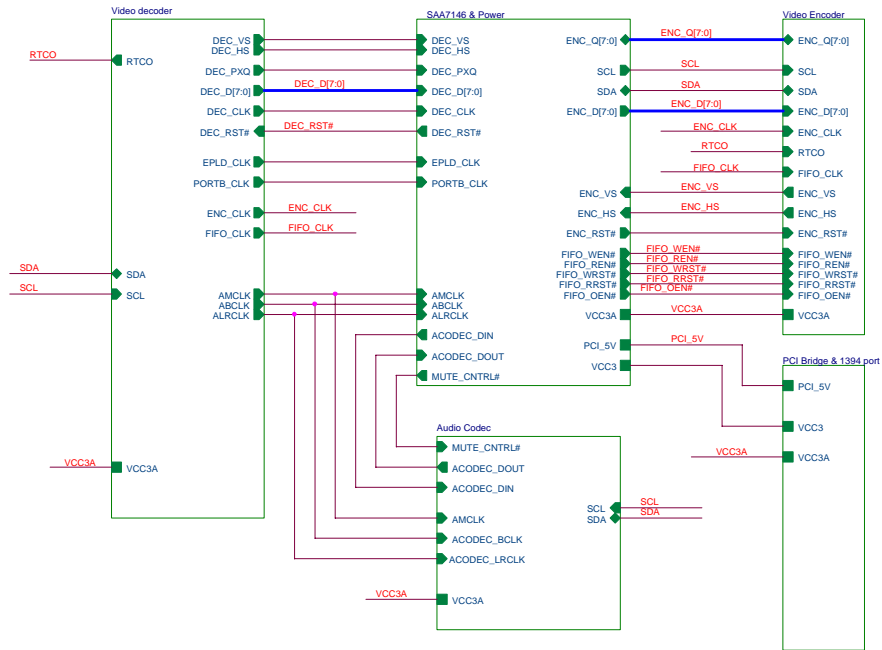 Video decoder
RTCO
RTCO
DEC_VS
DEC_HS
DEC_PXQ
DEC_D[7:0]
DEC_CLK
DEC_RST#
EPLD_CLK
PORTB_CLK
ENC_CLK
FIFO_CLK
SDA
SDA
SCL
SCL
AMCLK
ABCLK
ALRCLK
VCC3A
VCC3A
DEC_D[7:0]
DEC_RST#
ENC_CLK
FIFO_CLK
SAA7146 & Power
DEC_VS
DEC_HS
DEC_PXQ
DEC_D[7:0]
DEC_CLK
DEC_RST#
EPLD_CLK
PORTB_CLK
AMCLK
ABCLK
ALRCLK
ACODEC_DIN
ACODEC_DOUT
MUTE_CNTRL#
ENC_Q[7:0]
SCL
SDA
ENC_D[7:0]
ENC_VS
ENC_HS
ENC_RST#
FIFO_WEN#
FIFO_REN#
FIFO_WRST#
FIFO_RRST#
FIFO_OEN#
VCC3A
PCI_5V
VCC3
ENC_Q[7:0]
SCL
SDA
ENC_D[7:0]
ENC_CLK
RTCO
FIFO_CLK
ENC_VS
ENC_HS
FIFO_WEN#
FIFO_REN#
FIFO_WRST#
FIFO_RRST#
FIFO_OEN#
VCC3A
PCI_5V
Video Encoder
ENC_Q[7:0]
SCL
SDA
ENC_D[7:0]
ENC_CLK
RTCO
FIFO_CLK
ENC_VS
ENC_HS
ENC_RST#
FIFO_WEN#
FIFO_REN#
FIFO_WRST#
FIFO_RRST#
FIFO_OEN#
VCC3A
PCI Bridge & 1394 port
PCI_5V
VCC3
VCC3A
VCC3A
Audio Codec
MUTE_CNTRL#
ACODEC_DOUT
ACODEC_DIN
AMCLK
ACODEC_BCLK
ACODEC_LRCLK
VCC3A
VCC3A
SCL
SDA
SCL
SDA